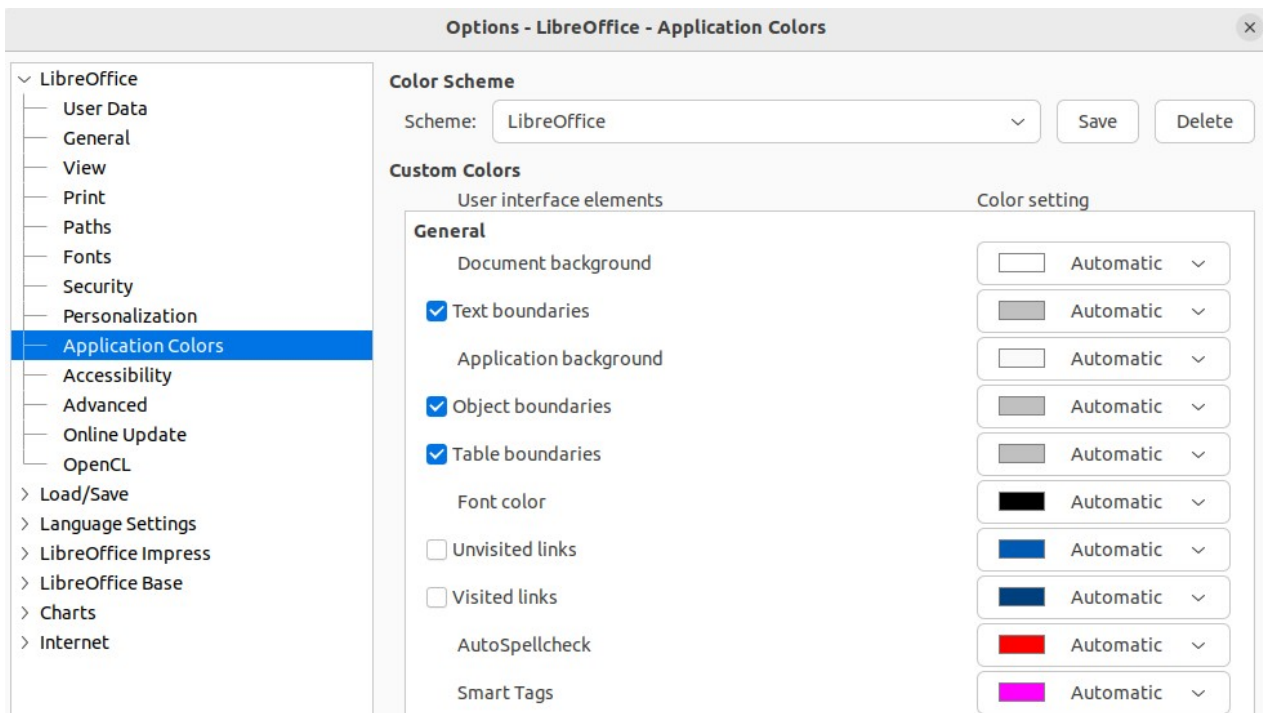 Options - LibreOffice - Application Colors
LibreOffice
User Data
General
View
Print
Paths
Fonts
Security
Personalization
Application Colors
Accessibility
Advanced
Online Update
OpenCL
Load/Save
Language Settings
LibreOffice Impress
LibreOffice Base
Charts
Internet
Color Scheme
Scheme: LibreOffice Save Delete
Custom Colors
User interface elements Color setting
General
Document background Automatic
Text boundaries Automatic
Application background Automatic
Object boundaries Automatic
Table boundaries Automatic
Font color Automatic
Unvisited links Automatic
Visited links Automatic
AutoSpellcheck Automatic
Smart Tags Automatic